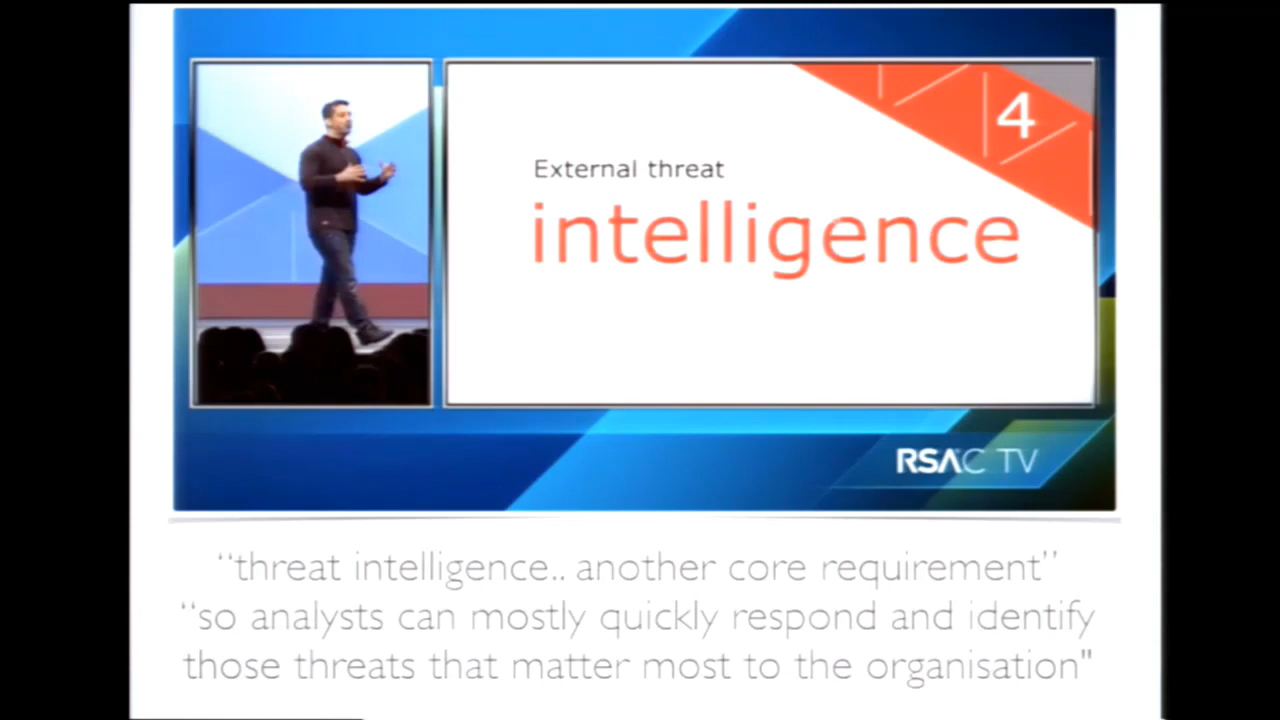 4
External threat
intelligence
RSAC TV
“threat intelligence.. another core requirement”
“so analysts can mostly quickly respond and identify
those threats that matter most to the organisation"